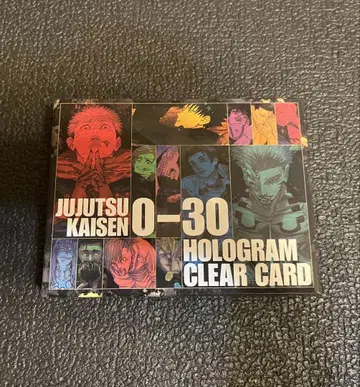 JUJUTSU
KAISEN 0-30
HOLOGRAM
CLEAR CARD